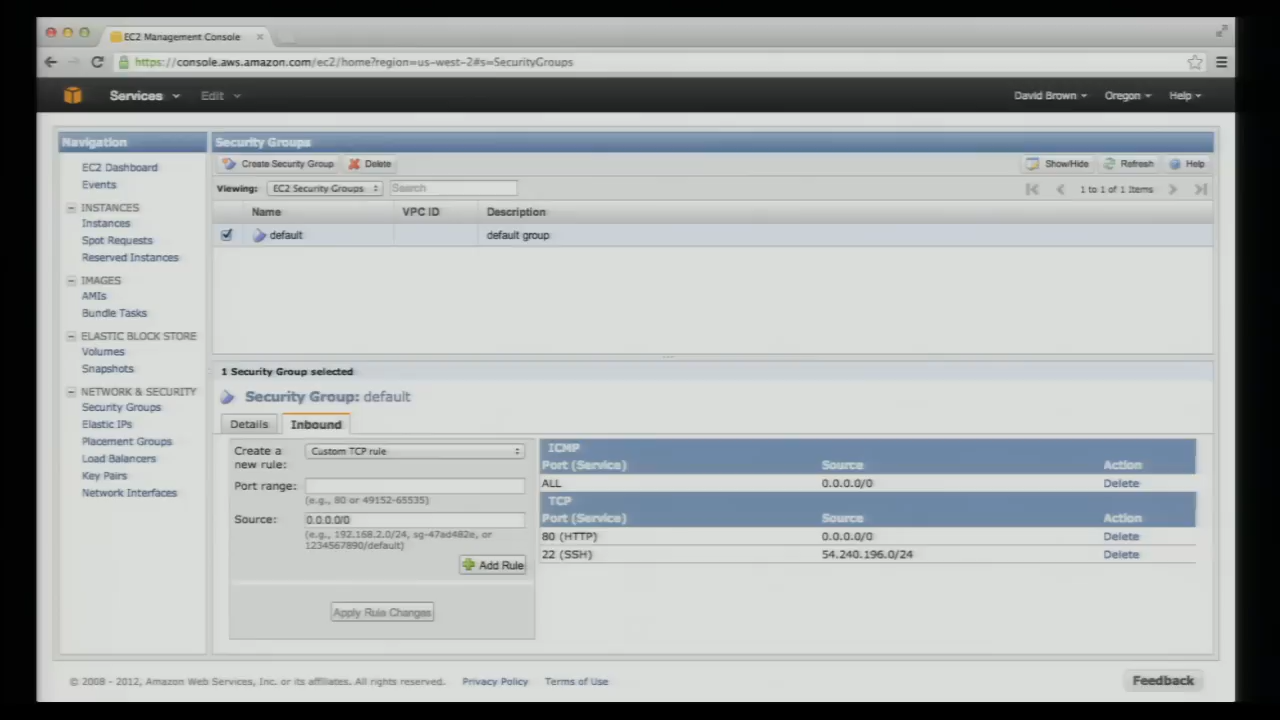 EC2 Management Console
https://console.aws.amazon.com/ec2/home?region=us-west-2#s=SecurityGroups
Services Edit David Brown Oregon Help
Navigation
EC2 Dashboard
Events
INSTANCES
Instances
Spot Requests
Reserved Instances
IMAGES
AMIs
Bundle Tasks
ELASTIC BLOCK STORE
Volumes
Snapshots
NETWORK & SECURITY
Security Groups
Elastic IPs
Placement Groups
Load Balancers
Key Pairs
Network Interfaces
Security Groups
Create Security Group Delete Show/Hide Refresh Help
Viewing: EC2 Security Groups Search 1 to 1 of 1 Items
Name VPC ID Description
default default group
1 Security Group selected
Security Group: default
Details Inbound
Create a new rule: Custom TCP rule
Port range:
(e.g., 80 or 49152-65535)
Source: 0.0.0.0/0
(e.g., 192.168.2.0/24, sg-47ad482e, or
1234567890/default)
Add Rule
Apply Rule Changes
ICMP
Port (Service) Source Action
ALL 0.0.0.0/0 Delete
TCP
Port (Service) Source Action
80 (HTTP) 0.0.0.0/0 Delete
22 (SSH) 54.240.196.0/24 Delete
© 2008 - 2012, Amazon Web Services, Inc. or its affiliates. All rights reserved. Privacy Policy Terms of Use
Feedback